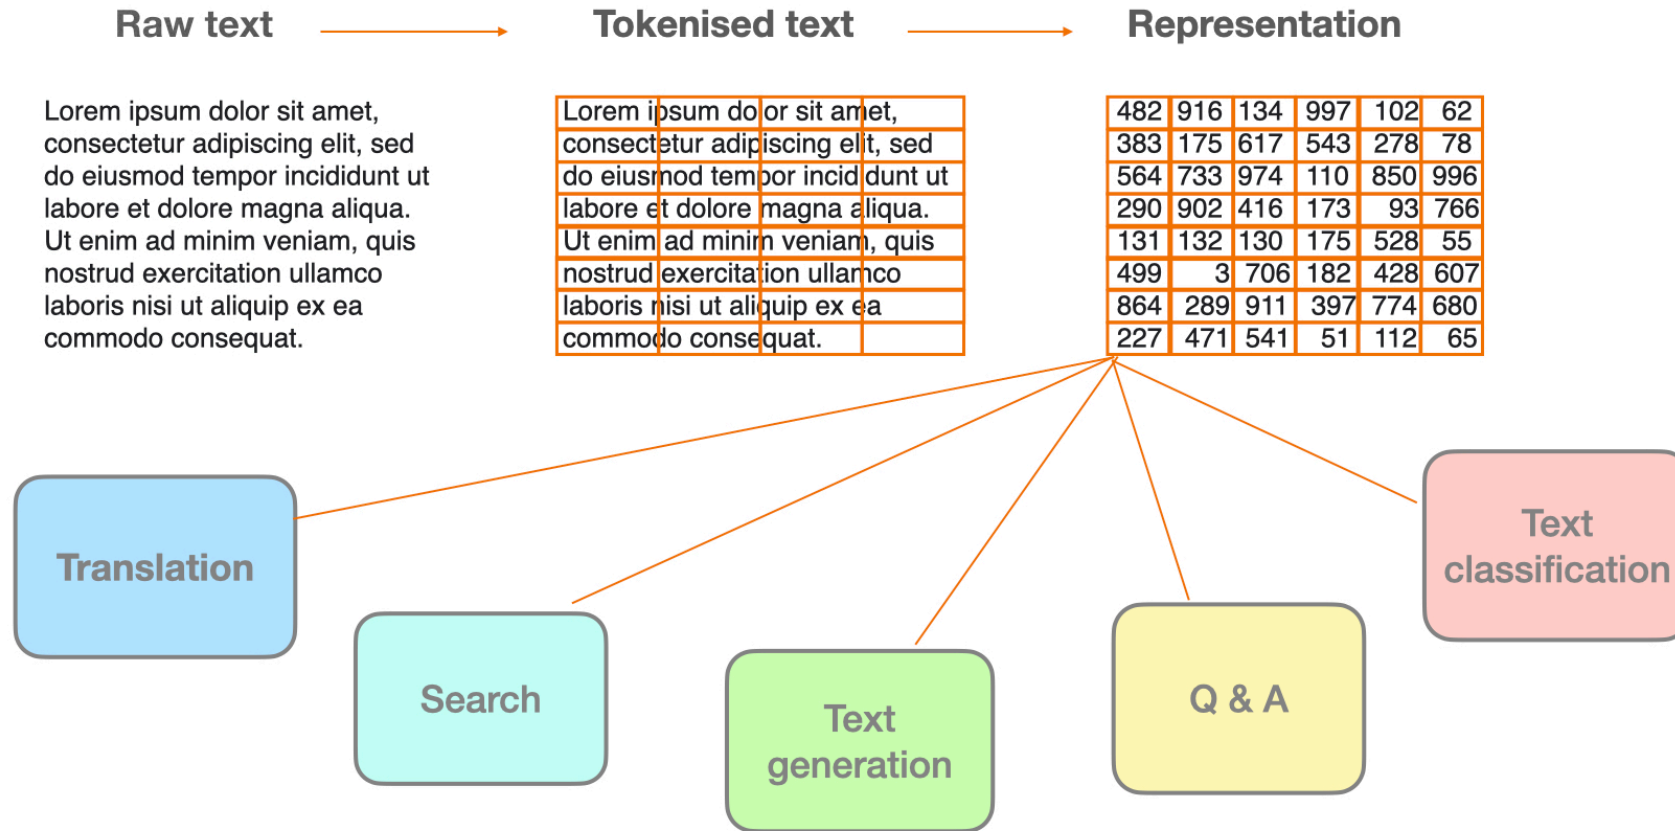 Raw text
Tokenised text
Representation
Lorem ipsum dolor sit amet,
consectetur adipiscing elit, sed
do eiusmod tempor incididunt ut
labore et dolore magna aliqua.
Ut enim ad minim veniam, quis
nostrud exercitation ullamco
laboris nisi ut aliquip ex ea
commodo consequat.
Lorem ipsum dolor sit amet,
consectetur adipiscing elit, sed
do eiusmod tempor incididunt ut
labore et dolore magna aliqua.
Ut enim ad minim veniam, quis
nostrud exercitation ullamco
laboris nisi ut aliquip ex ea
commodo consequat.
482 916 134 997 102 62
383 175 617 543 278 78
564 733 974 110 850 996
290 902 416 173 93 766
131 132 130 175 528 55
499 3 706 182 428 607
864 289 911 397 774 680
227 471 541 51 112 65
Translation
Search
Text
generation
Q & A
Text
classification